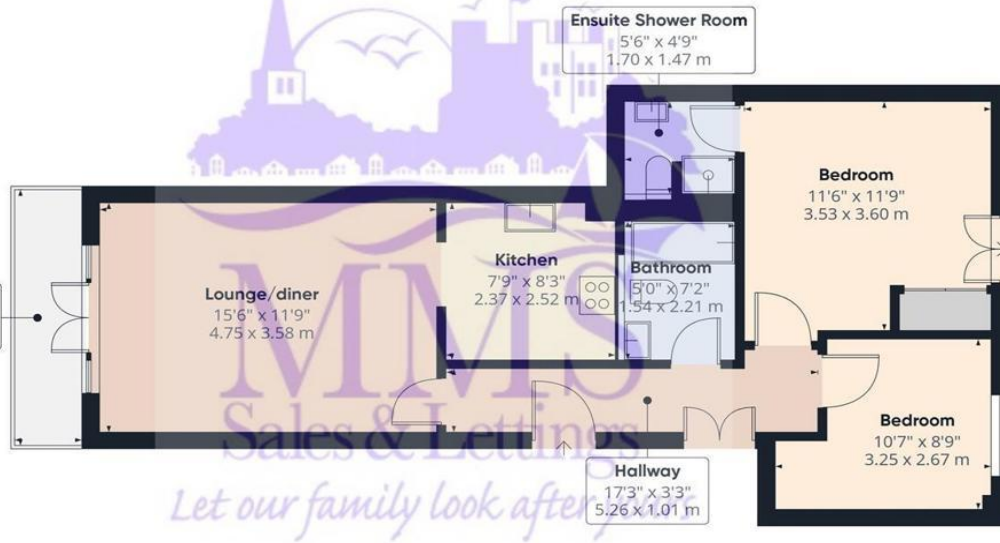 Ensuite Shower Room
5'6" x 4'9"
1.70 x 1.47 m
Bedroom
11'6" x 11'9"
3.53 x 3.60 m
Kitchen
7'9" x 8'3"
2.37 x 2.52 m
Bathroom
5'0" x 7'2"
1.54 x 2.21 m
Lounge/diner
15'6" x 11'9"
4.75 x 3.58 m
MMS
Sales & Lettings
Let our family look after yours
Bedroom
10'7" x 8'9"
3.25 x 2.67 m
Hallway
17'3" x 3'3"
5.26 x 1.01 m